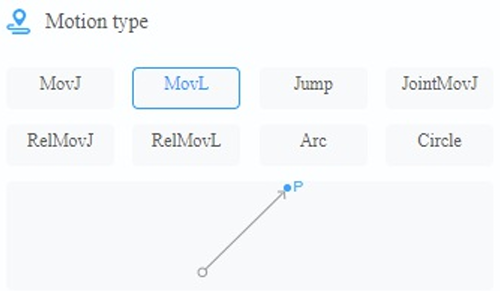 Motion type
MovJ MovL Jump JointMovJ
RelMovJ RelMovL Arc Circle
P